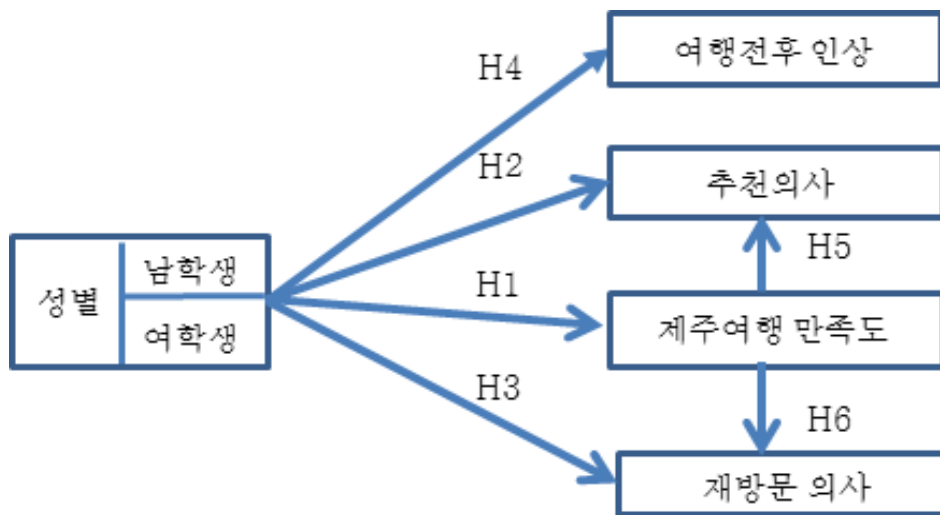 H4
여행전후 인상
H2
추천의사
성별
남학생
여학생
H1
H5
제주여행 만족도
H3
H6
재방문 의사